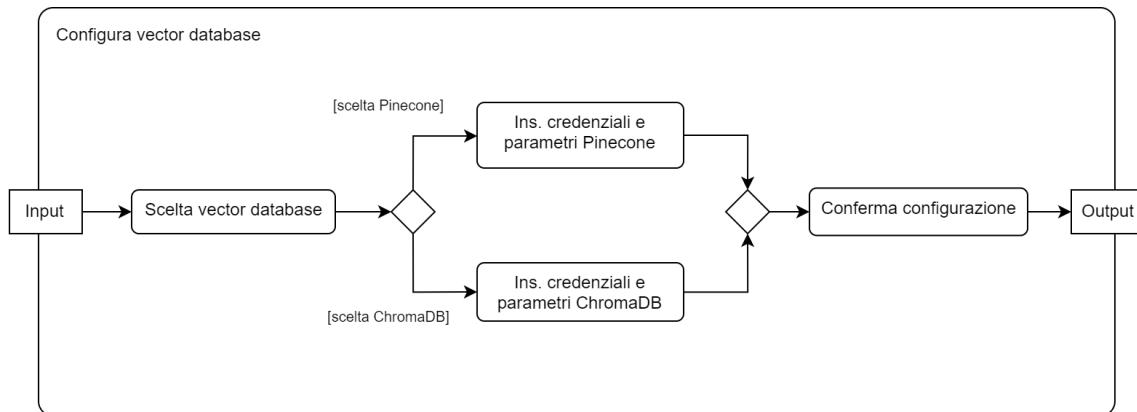 Configura vector database
[scelta Pinecone]
Ins. credenziali e
parametri Pinecone
Input
Scelta vector database
Conferma configurazione
Output
Ins. credenziali e
parametri ChromaDB
[scelta ChromaDB]